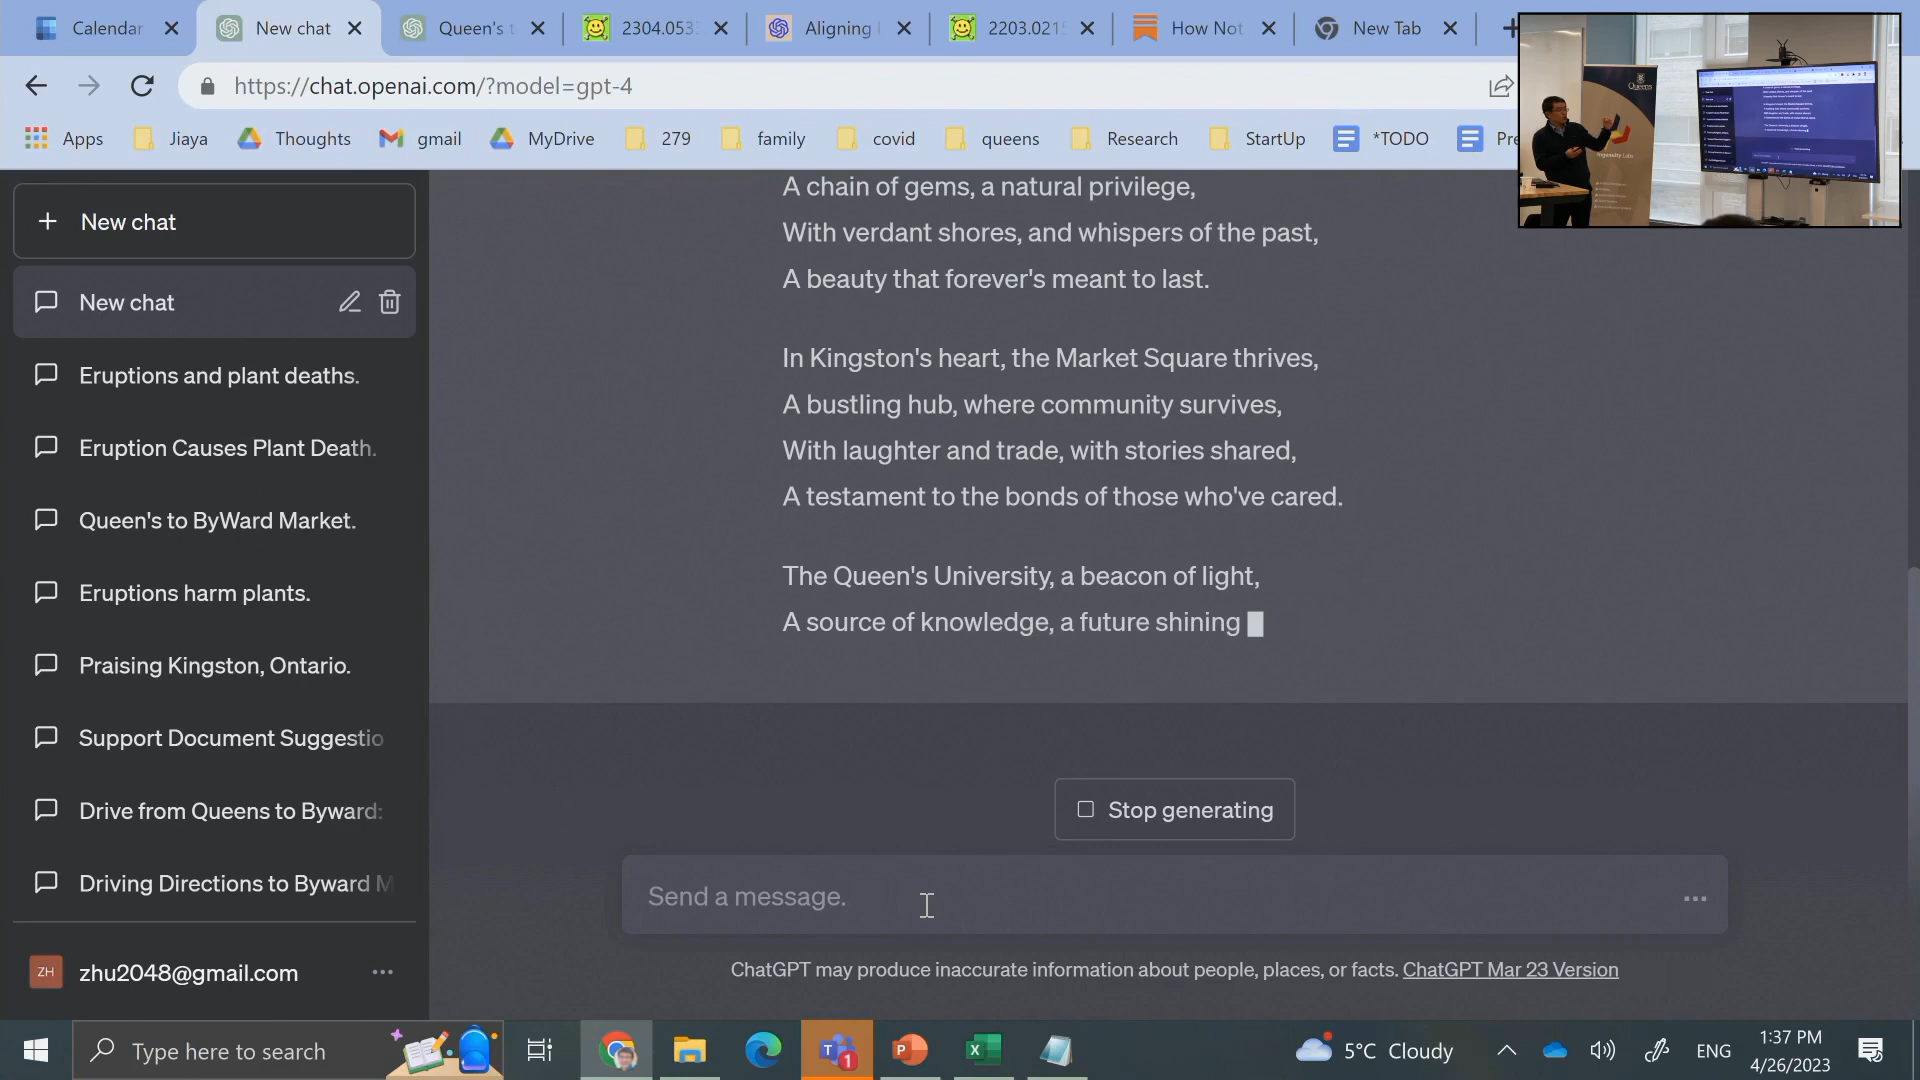 Calendar
New chat
Queen's t
2304.053
Aligning
2203.021
How Not
New Tab
https://chat.openai.com/?model=gpt-4
Apps
Jiaya
Thoughts
gmail
MyDrive
279
family
covid
queens
Research
StartUp
*TODO
Pre
Queen's
Ingenuity Labs
New chat
New chat
Eruptions and plant deaths.
Eruption Causes Plant Death.
Queen's to ByWard Market.
Eruptions harm plants.
Praising Kingston, Ontario.
Support Document Suggestio
Drive from Queens to Byward:
Driving Directions to Byward M
ZH
zhu2048@gmail.com
A chain of gems, a natural privilege,
With verdant shores, and whispers of the past,
A beauty that forever's meant to last.
In Kingston's heart, the Market Square thrives,
A bustling hub, where community survives,
With laughter and trade, with stories shared,
A testament to the bonds of those who've cared.
The Queen's University, a beacon of light,
A source of knowledge, a future shining
Stop generating
Send a message.
ChatGPT may produce inaccurate information about people, places, or facts. ChatGPT Mar 23 Version
Type here to search
1
5°C Cloudy
ENG
1:37 PM
4/26/2023